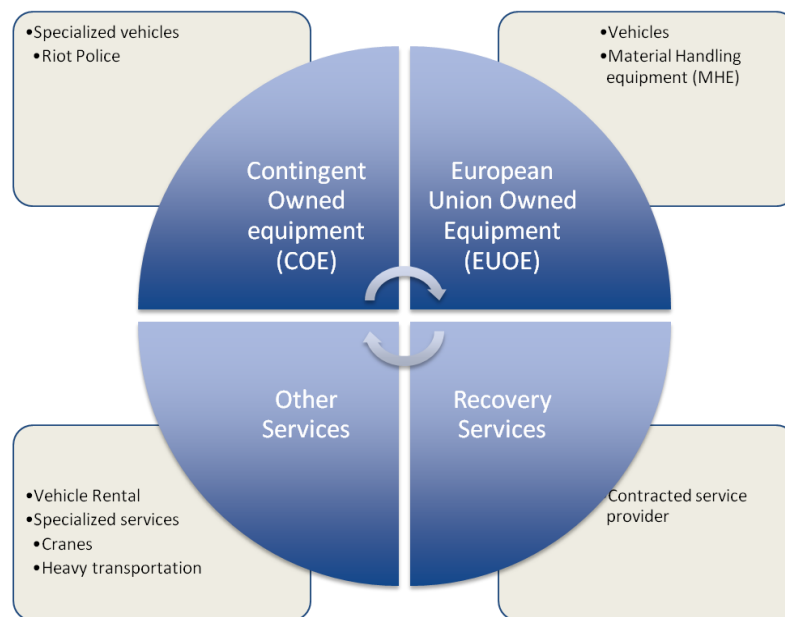 •Specialized vehicles
•Riot Police
•Vehicles
•Material Handling
equipment (MHE)
Contingent
Owned
equipment
(COE)
European
Union Owned
Equipment
(EUOE)
Other
Services
Recovery
Services
•Vehicle Rental
•Specialized services
•Cranes
•Heavy transportation
•Contracted service
provider